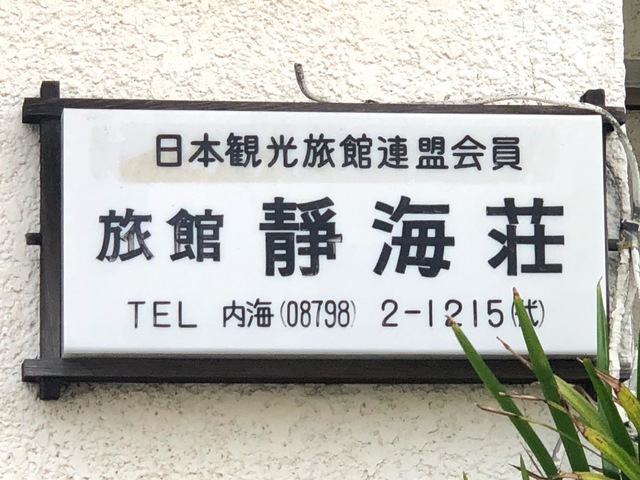 日本観光旅館連盟会員
旅館 靜海荘
TEL 内海(08798) 2-1215(代)